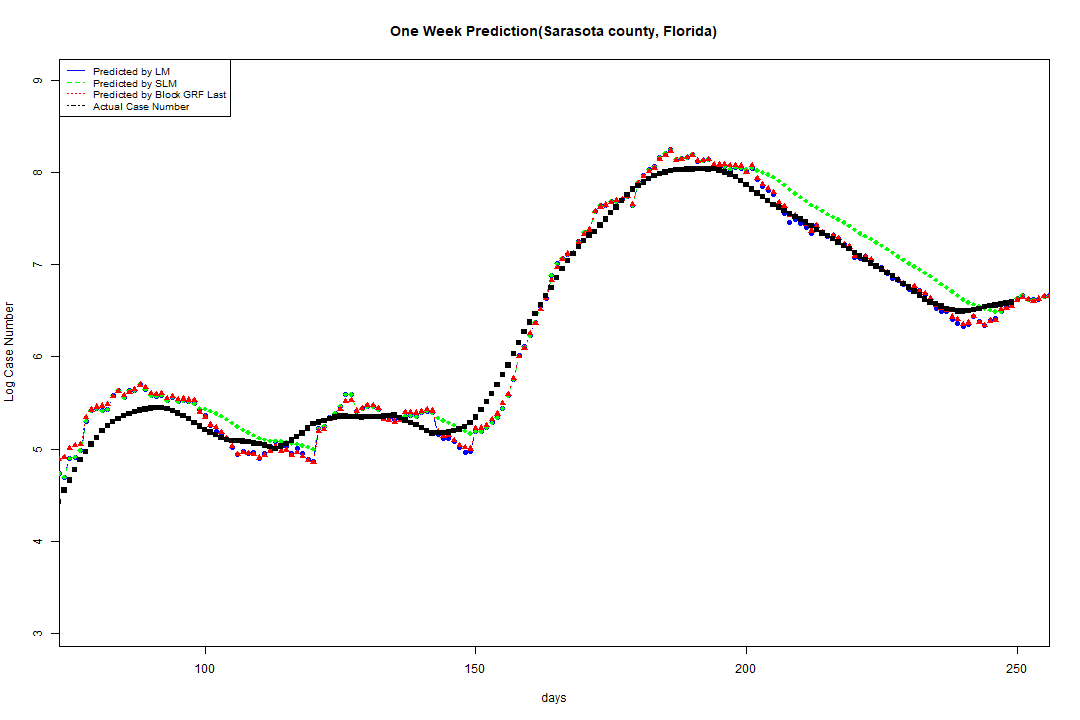 One Week Prediction(Sarasota county, Florida)
Predicted by LM
Predicted by SLM
Predicted by Block GRF Last
Actual Case Number
9
8
7
6
5
4
3
Log Case Number
100 150 200 250
days